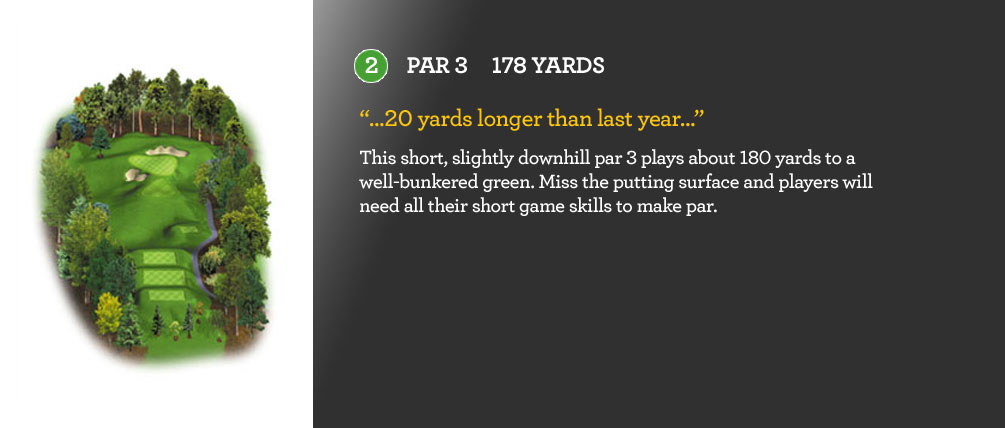 2 PAR 3 178 YARDS
“...20 yards longer than last year...”
This short, slightly downhill par 3 plays about 180 yards to a
well-bunkered green. Miss the putting surface and players will
need all their short game skills to make par.